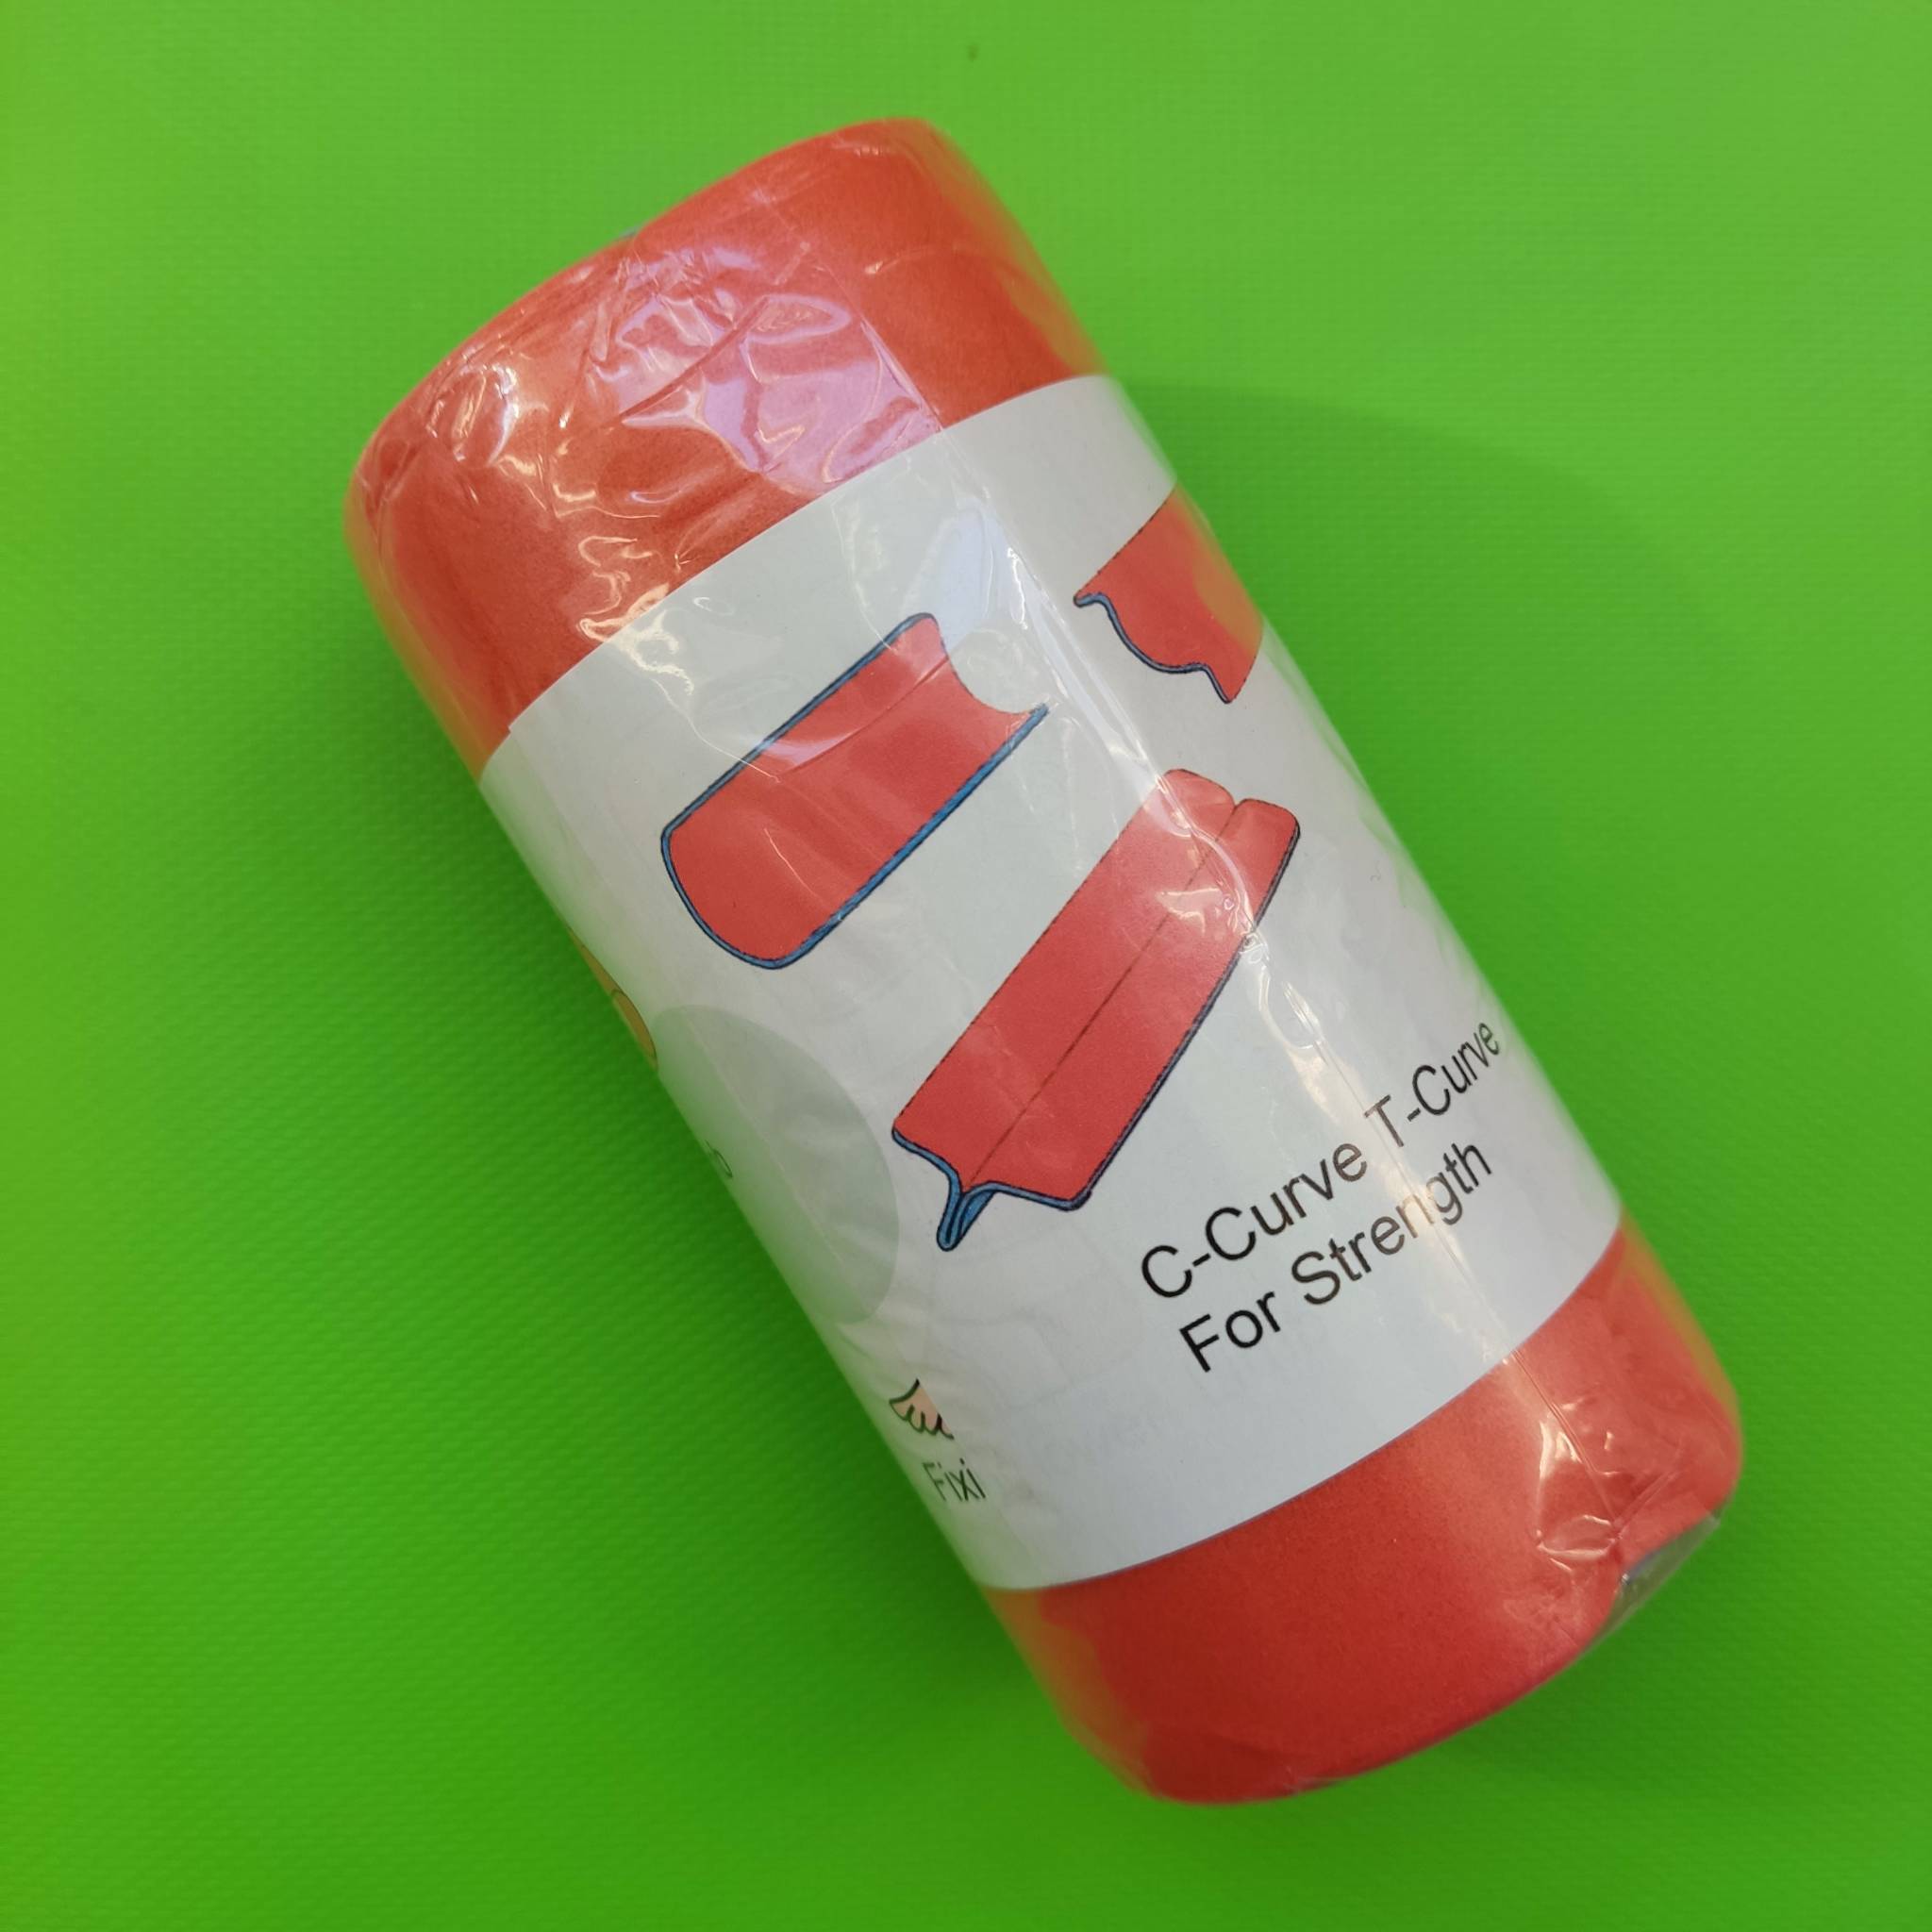 C-Curve T-Curve
For Strength
Fixi